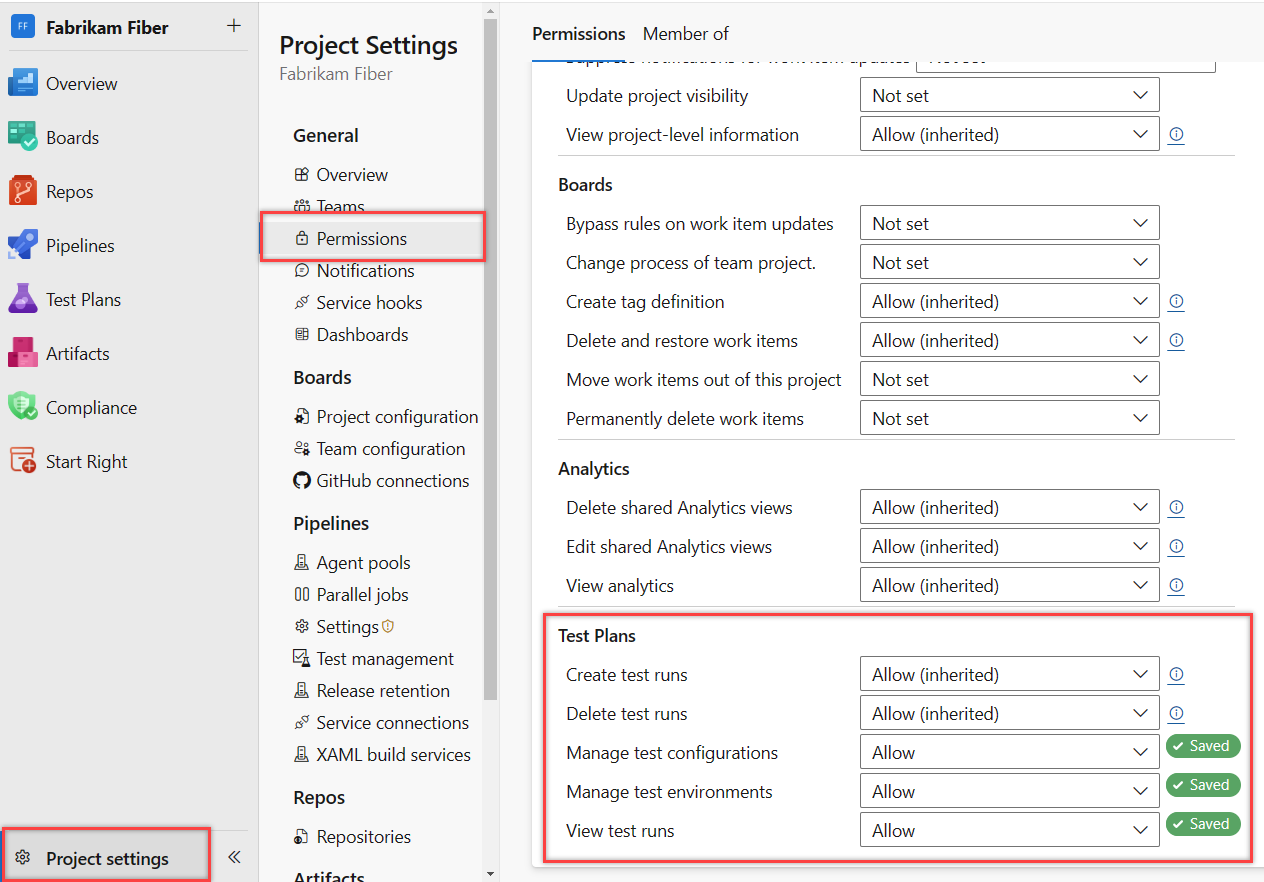 FF Fabrikam Fiber +
Overview
Boards
Repos
Pipelines
Test Plans
Artifacts
Compliance
Start Right
Project settings
Project Settings
Fabrikam Fiber
General
Overview
Teams
Permissions
Notifications
Service hooks
Dashboards
Boards
Project configuration
Team configuration
GitHub connections
Pipelines
Agent pools
Parallel jobs
Settings
Test management
Release retention
Service connections
XAML build services
Repos
Repositories
Artifacts
Permissions Member of
Suppress notifications for work item updates Not set
Update project visibility Not set
View project-level information Allow (inherited)
Boards
Bypass rules on work item updates Not set
Change process of team project. Not set
Create tag definition Allow (inherited)
Delete and restore work items Allow (inherited)
Move work items out of this project Not set
Permanently delete work items Not set
Analytics
Delete shared Analytics views Allow (inherited)
Edit shared Analytics views Allow (inherited)
View analytics Allow (inherited)
Test Plans
Create test runs Allow (inherited)
Delete test runs Allow (inherited)
Manage test configurations Allow Saved
Manage test environments Allow Saved
View test runs Allow Saved